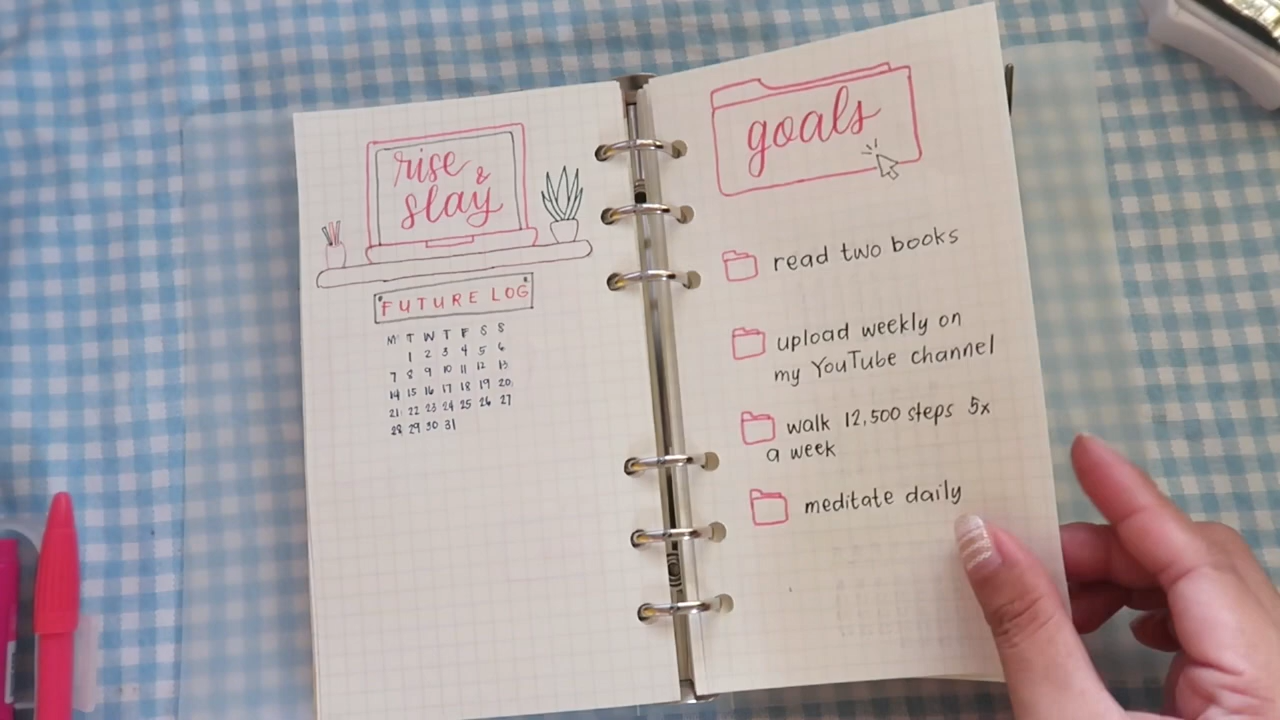 rise &
slay
FUTURE LOG
M T W T F S S
1 2 3 4 5 6
7 8 9 10 11 12 13
14 15 16 17 18 19 20
21 22 23 24 25 26 27
28 29 30 31
goals
read two books
upload weekly on
my YouTube channel
walk 12,500 steps 5x
a week
meditate daily